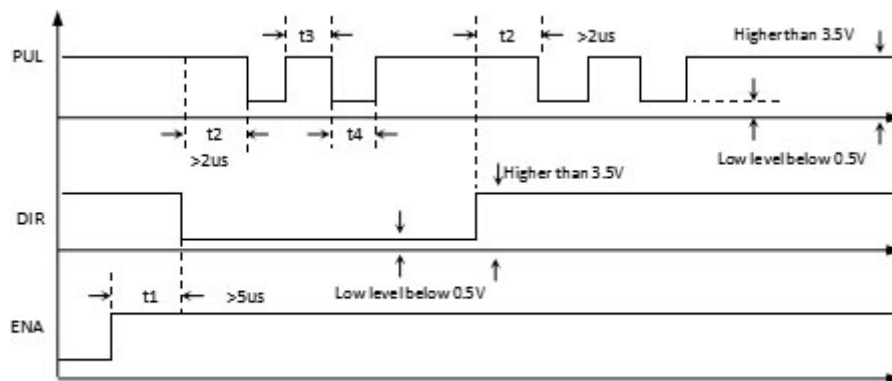 t3
t2
>2us
Higher than 3.5V
PUL
t2
t4
>2us
Low level below 0.5V
Higher than 3.5V
DIR
t1
>5us
Low level below 0.5V
ENA